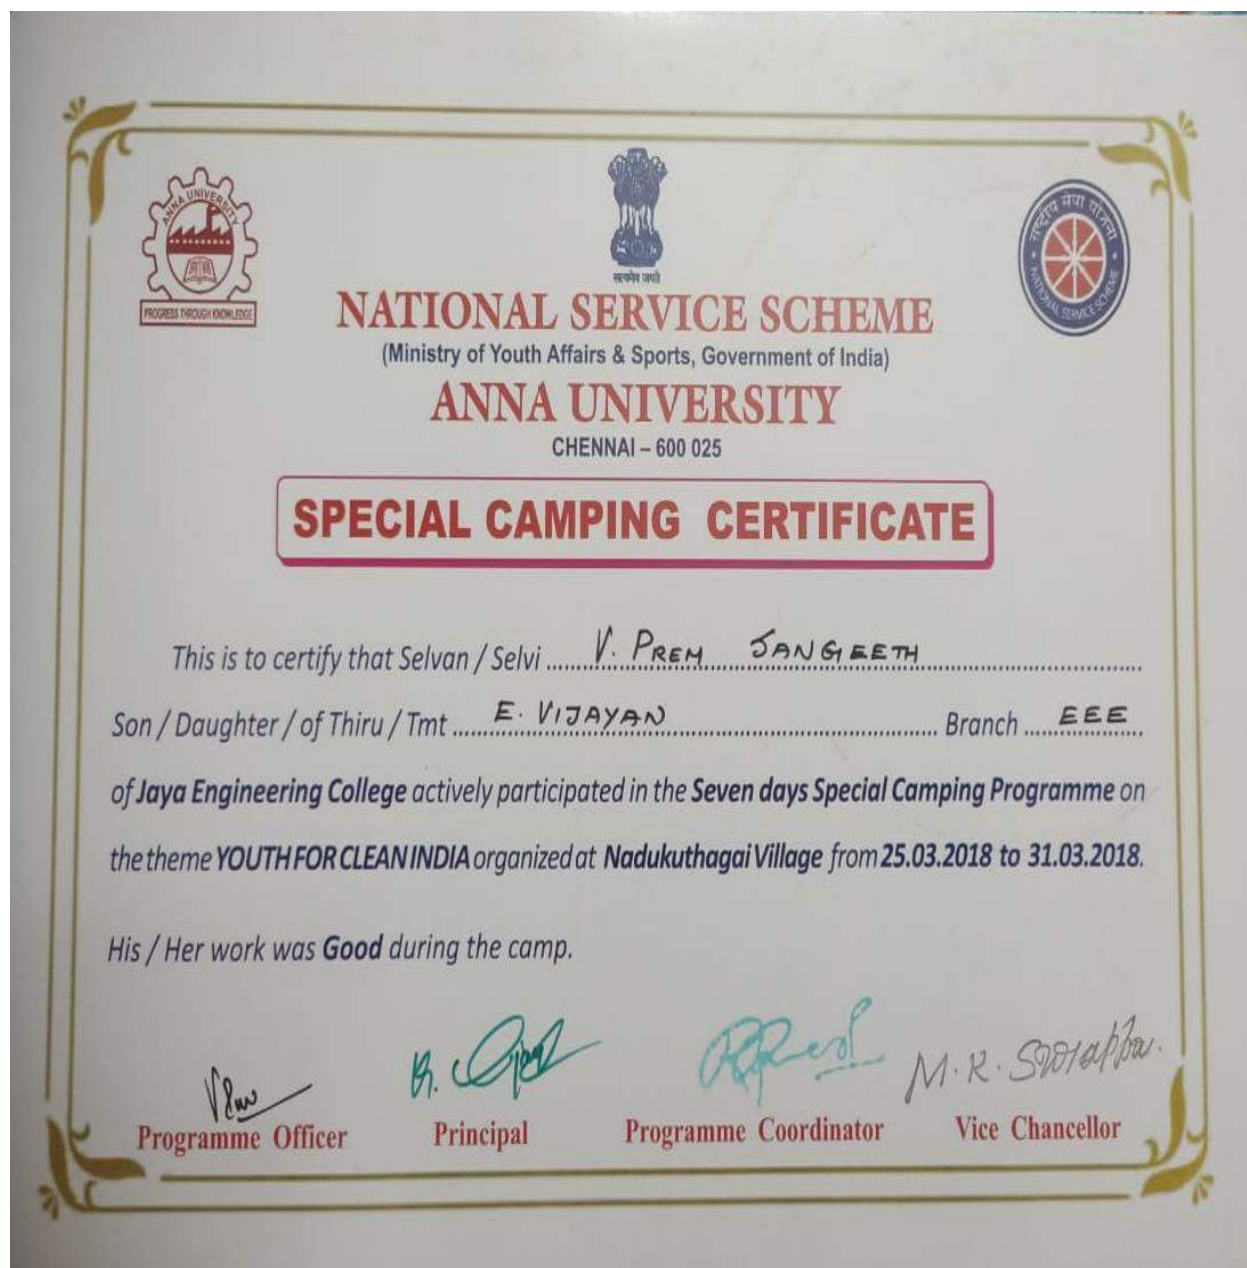 ANNA UNIVERSITY
PROGRESS THROUGH KNOWLEDGE
सत्यमेव जयते
राष्ट्रीय सेवा योजना
NATIONAL SERVICE SCHEME
NATIONAL SERVICE SCHEME
(Ministry of Youth Affairs & Sports, Government of India)
ANNA UNIVERSITY
CHENNAI – 600 025
SPECIAL CAMPING CERTIFICATE
This is to certify that Selvan / Selvi V. PREM SANGEETH
Son / Daughter / of Thiru / Tmt E. VIJAYAN Branch EEE
of Jaya Engineering College actively participated in the Seven days Special Camping Programme on
the theme YOUTH FOR CLEAN INDIA organized at Nadukuthagai Village from 25.03.2018 to 31.03.2018.
His / Her work was Good during the camp.
M. K. Surappa.
Programme Officer Principal Programme Coordinator Vice Chancellor